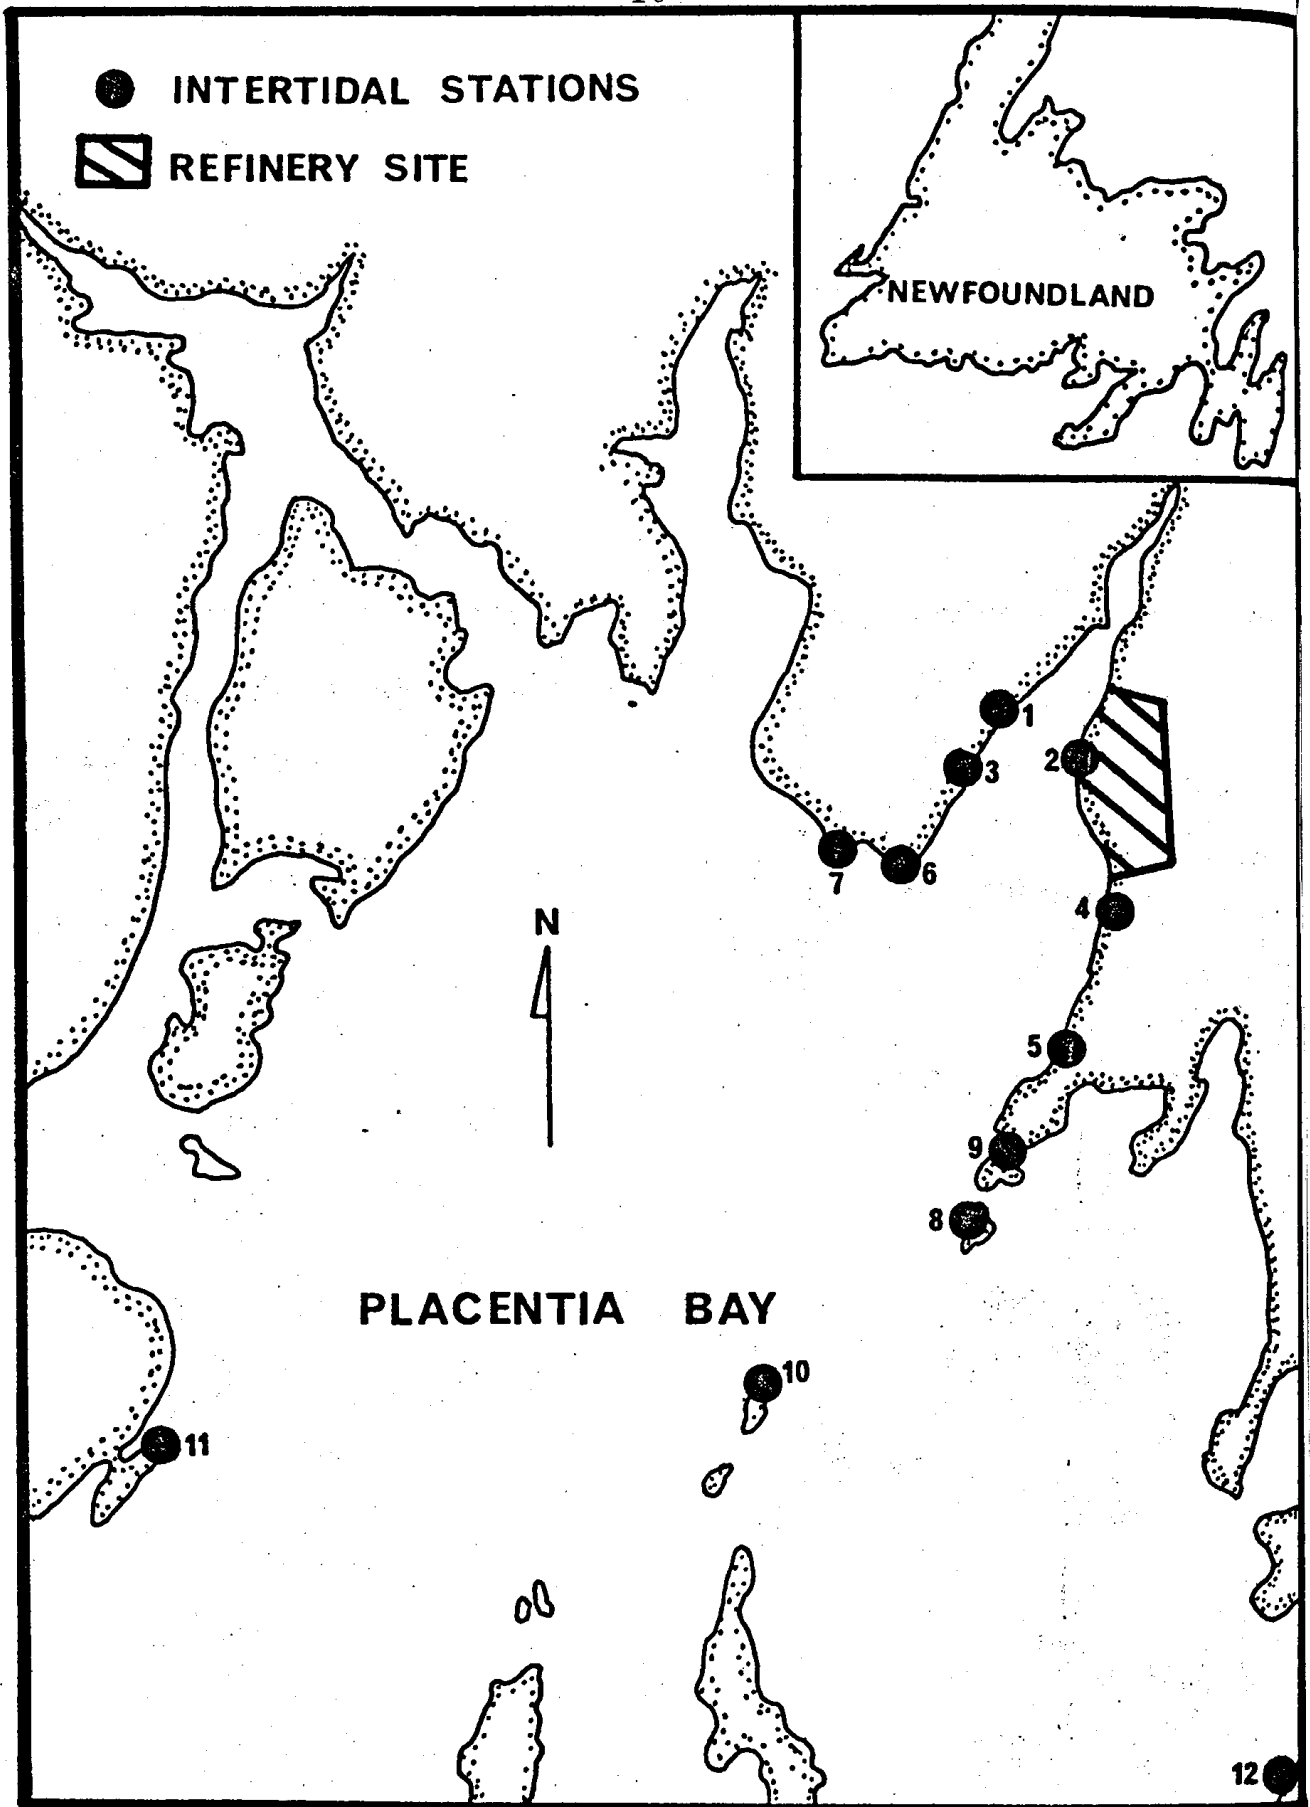 INTERTIDAL STATIONS
REFINERY SITE
NEWFOUNDLAND
1
2
3
7
6
4
N
5
9
8
PLACENTIA BAY
10
11
12